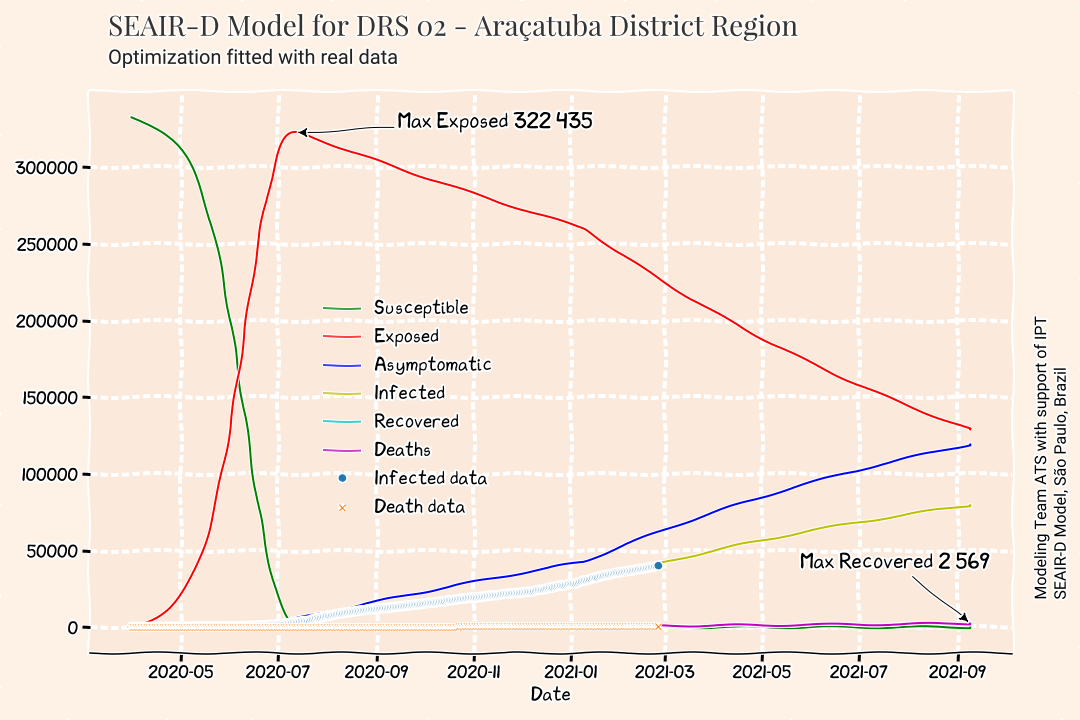 SEAIR-D Model for DRS 02 - Araçatuba District Region
Optimization fitted with real data
Max Exposed 322 435
300000
250000
200000
150000
100000
50000
0
Susceptible
Exposed
Asymptomatic
Infected
Recovered
Deaths
Infected data
Death data
Max Recovered 2 569
2020-05
2020-07
2020-09
2020-11
2021-01
2021-03
2021-05
2021-07
2021-09
Date
Modeling Team ATS with support of IPT
SEAIR-D Model, São Paulo, Brazil